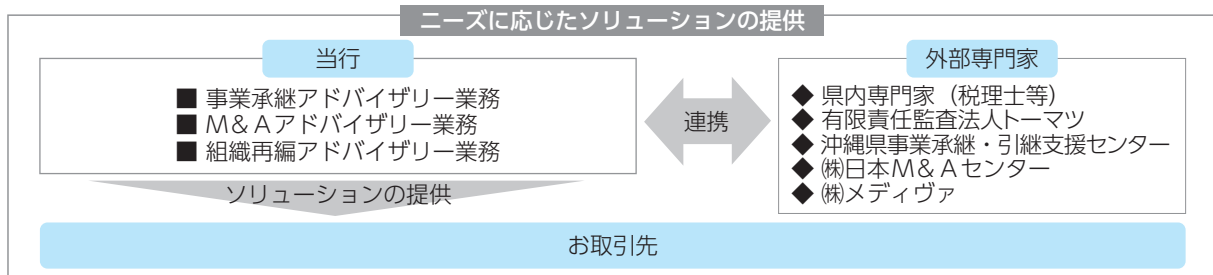 ニーズに応じたソリューションの提供
当行
■ 事業承継アドバイザリー業務
■ M&Aアドバイザリー業務
■ 組織再編アドバイザリー業務
ソリューションの提供
連携
外部専門家
◆ 県内専門家（税理士等）
◆ 有限責任監査法人トーマツ
◆ 沖縄県事業承継・引継支援センター
◆ ㈱日本M&Aセンター
◆ ㈱メディヴァ
お取引先